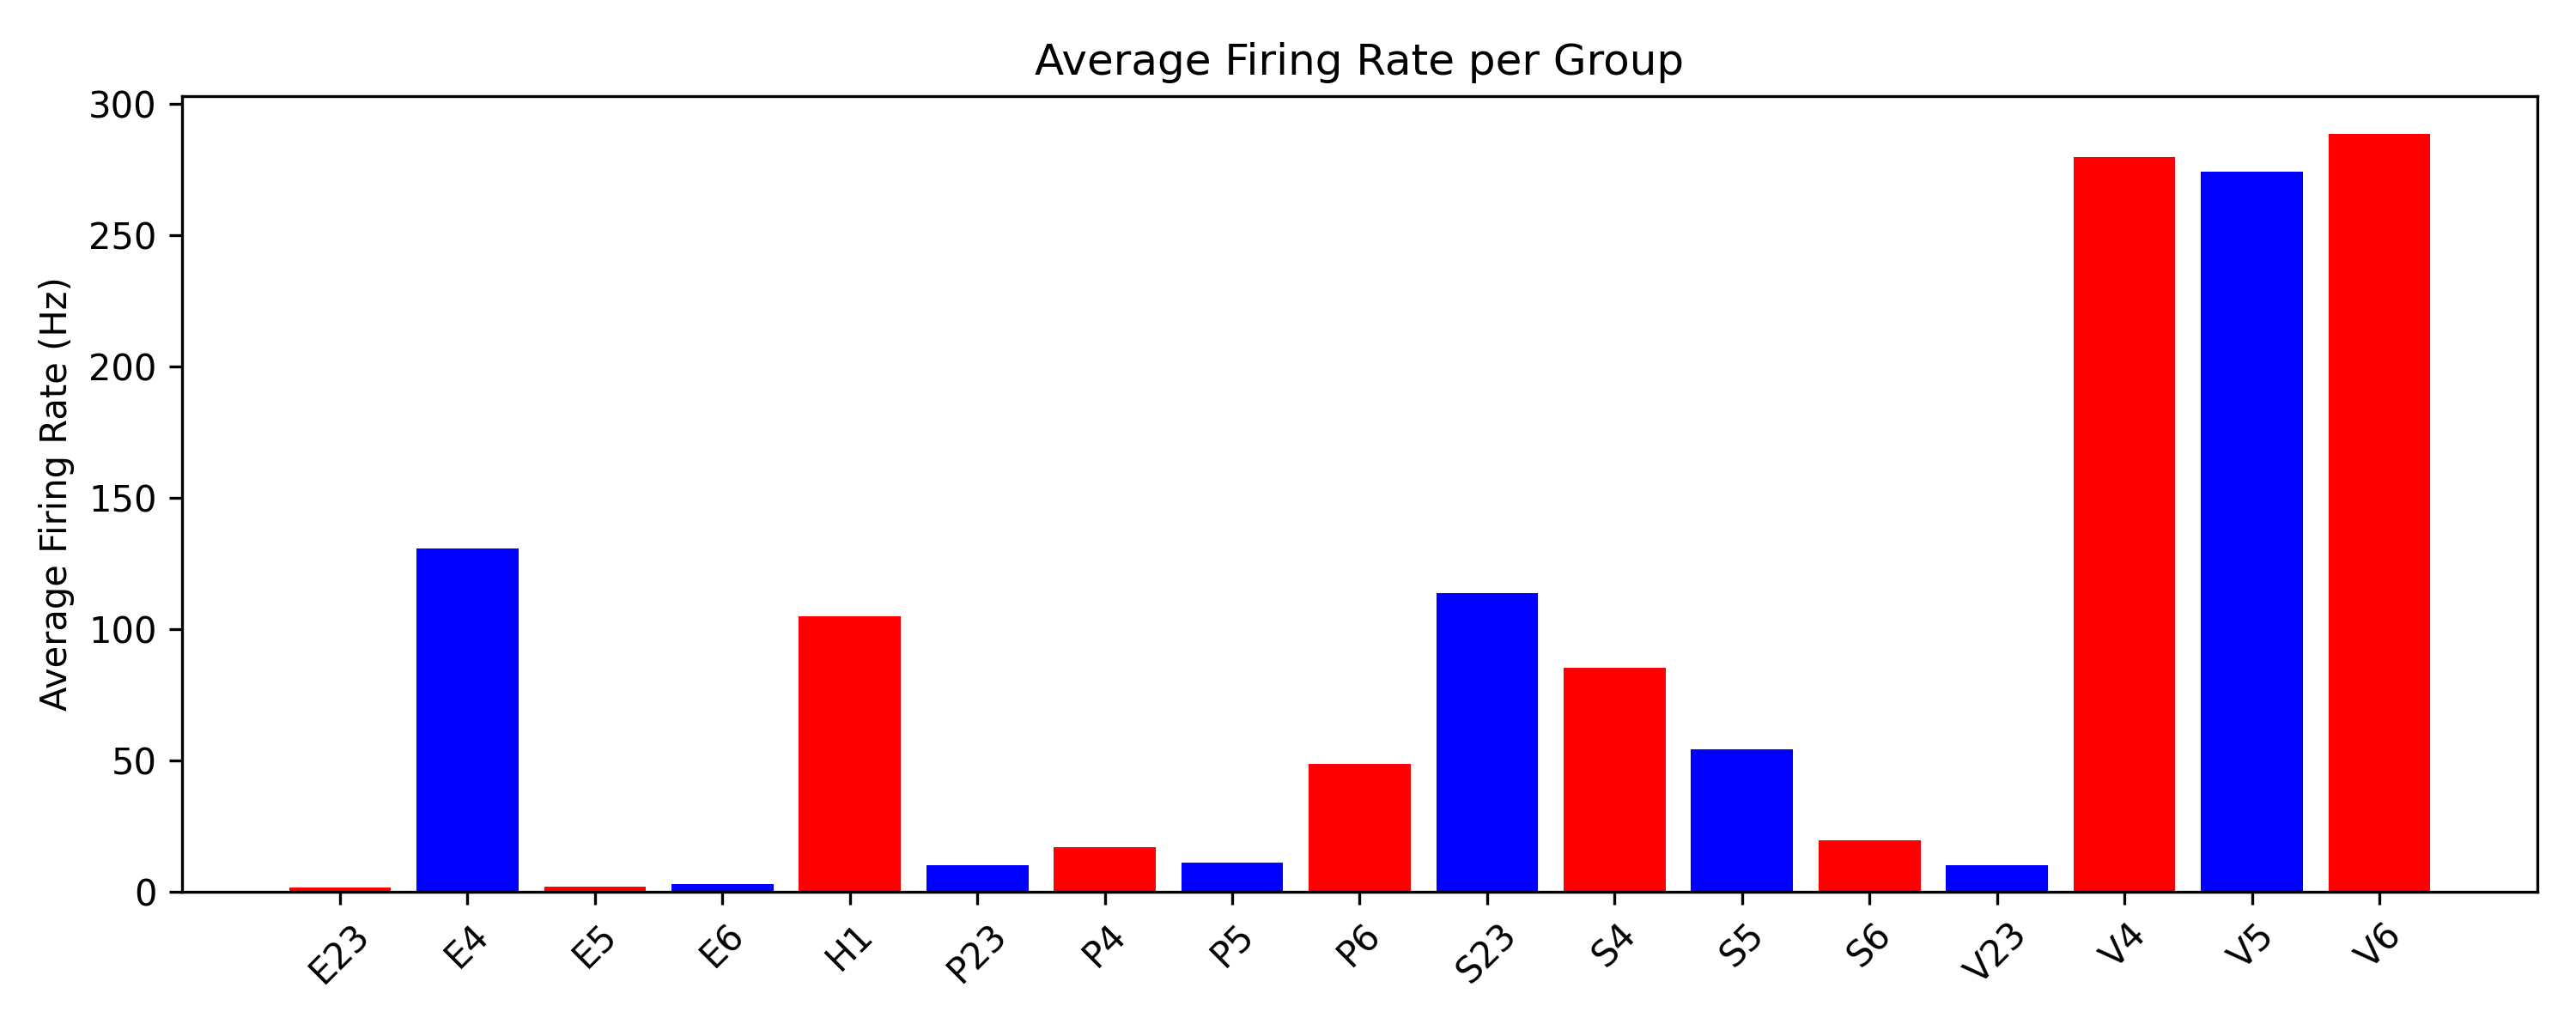 Average Firing Rate per Group
Average Firing Rate (Hz)
300
250
200
150
100
50
0
E23 E4 E5 E6 H1 P23 P4 P5 P6 S23 S4 S5 S6 V23 V4 V5 V6